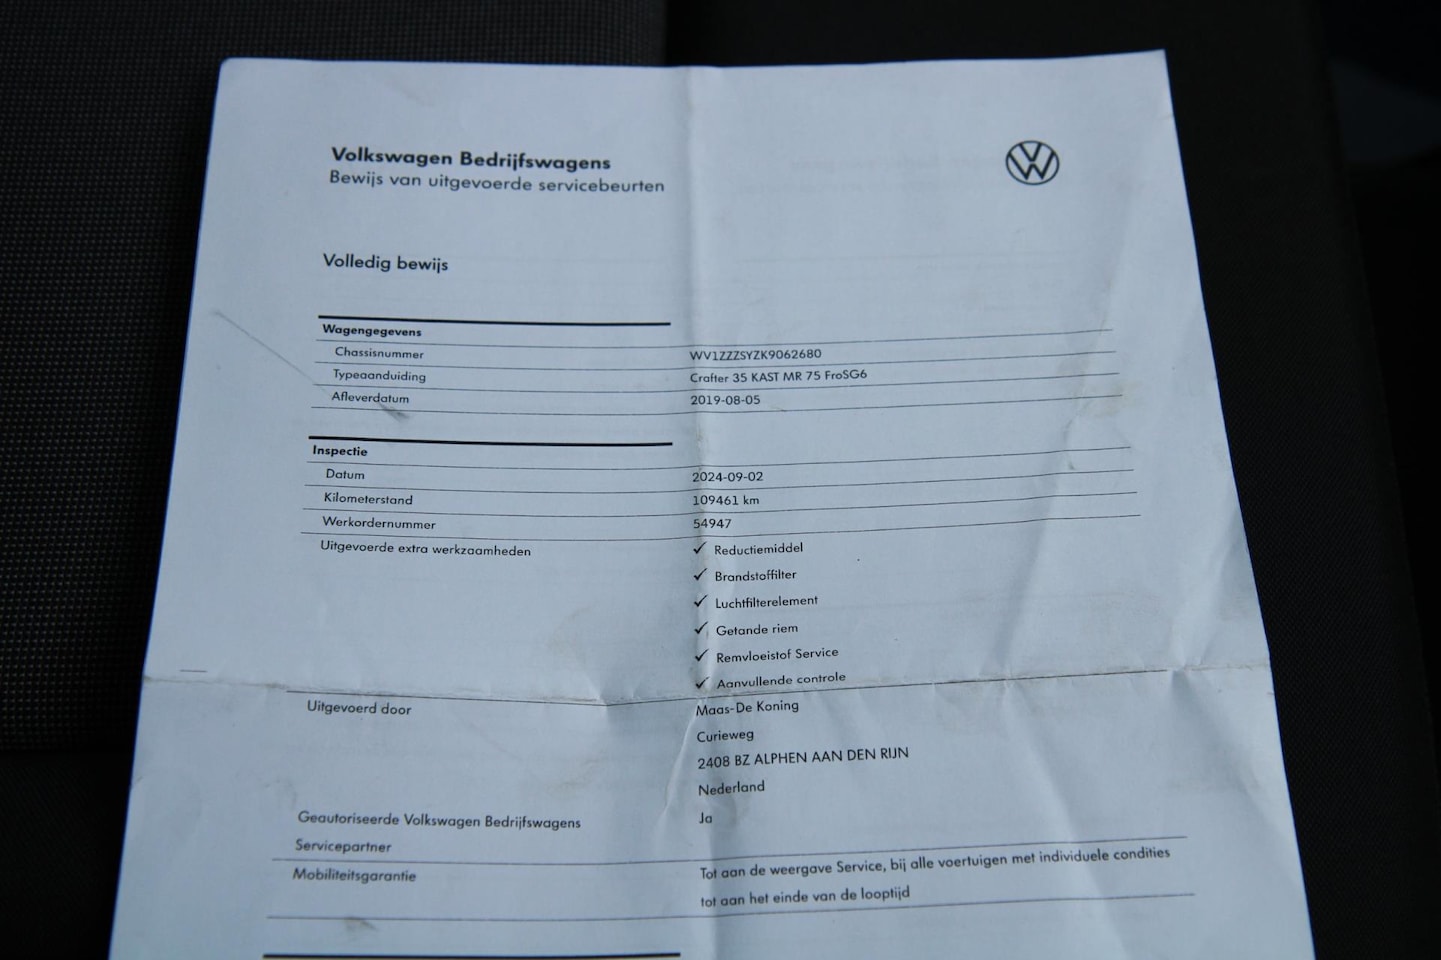 Volkswagen Bedrijfswagens
Bewijs van uitgevoerde servicebeurten
Volledig bewijs
Wagengegevens
Chassisnummer WV1ZZZSYZK9062680
Typeaanduiding Crafter 35 KAST MR 75 FroSG6
Afleverdatum 2019-08-05
Inspectie
Datum 2024-09-02
Kilometerstand 109461 km
Werkordernummer 54947
Uitgevoerde extra werkzaamheden ✓ Reductiemiddel
✓ Brandstoffilter
✓ Luchtfilterelement
✓ Getande riem
✓ Remvloeistof Service
✓ Aanvullende controle
Uitgevoerd door Maas-De Koning
Curieweg
2408 BZ ALPHEN AAN DEN RIJN
Nederland
Geautoriseerde Volkswagen Bedrijfswagens Ja
Servicepartner
Mobiliteitsgarantie Tot aan de weergave Service, bij alle voertuigen met individuele condities
tot aan het einde van de looptijd